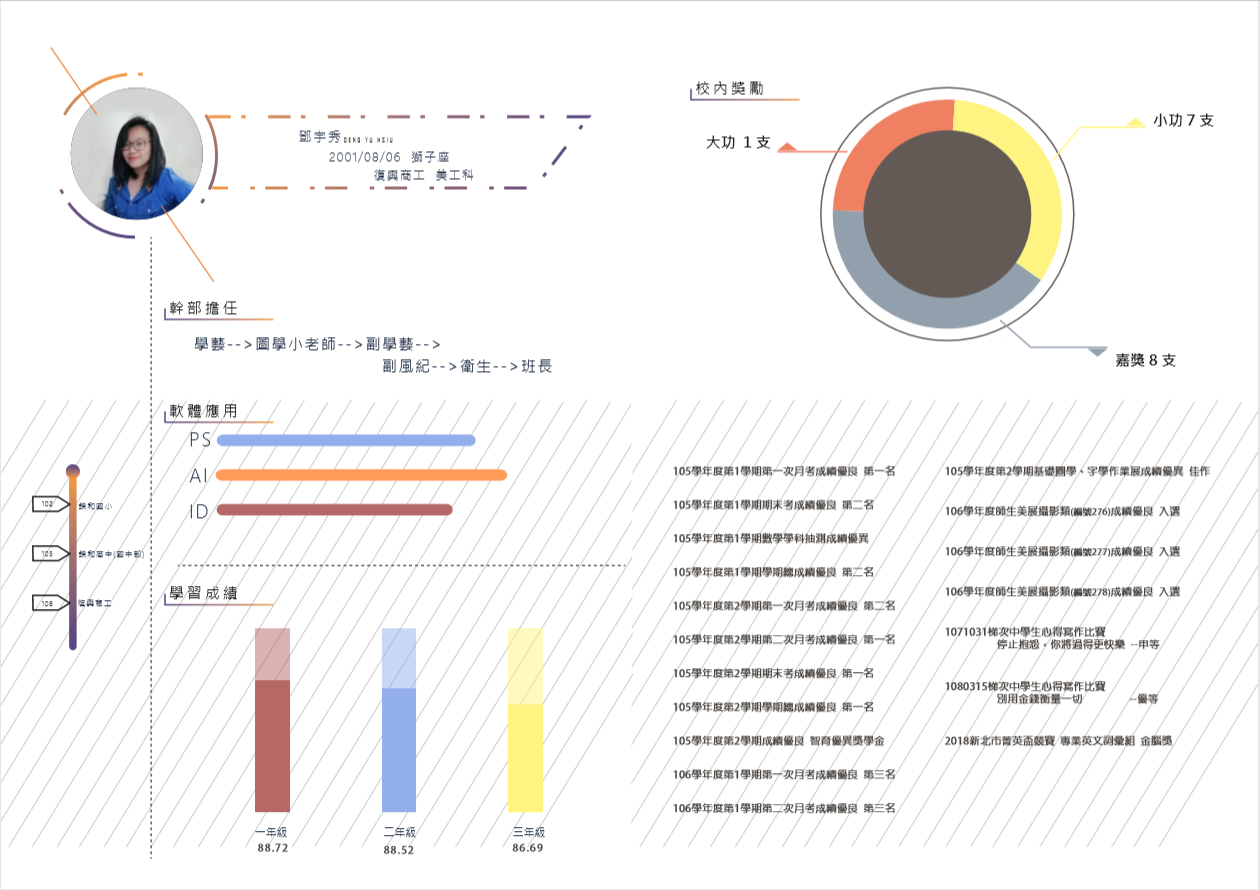 鄧宇秀 DENG YU HSIU
2001/08/06 獅子座
復興商工 美工科
幹部擔任
學藝-->圖學小老師-->副學藝-->
副風紀-->衛生-->班長
軟體應用
PS
AI
ID
102
錦和國小
105
錦和高中(國中部)
108
復興商工
學習成績
一年級
88.72
二年級
88.52
三年級
86.69
校內獎勵
大功 1 支
小功 7 支
嘉獎 8 支
105學年度第1學期第一次月考成績優良 第一名
105學年度第1學期期末考成績優良 第二名
105學年度第1學期數學學科抽測成績優異
105學年度第1學期學期總成績優良 第二名
105學年度第2學期第一次月考成績優良 第二名
105學年度第2學期第二次月考成績優良 第一名
105學年度第2學期期末考成績優良 第一名
105學年度第2學期學期總成績優良 第一名
105學年度第2學期成績優良 智育優異獎學金
106學年度第1學期第一次月考成績優良 第三名
106學年度第1學期第二次月考成績優良 第三名
105學年度第2學期基礎圖學、字學作業展成績優異 佳作
106學年度師生美展攝影類(編號276)成績優良 入選
106學年度師生美展攝影類(編號277)成績優良 入選
106學年度師生美展攝影類(編號278)成績優良 入選
1071031梯次中學生心得寫作比賽
停止抱怨，你將過得更快樂 --甲等
1080315梯次中學生心得寫作比賽
別用金錢衡量一切 --優等
2018新北市菁英盃競賽 專業英文詞彙組 金腦獎